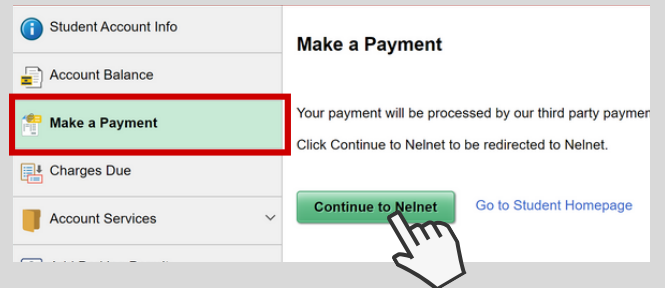 Student Account Info
Account Balance
Make a Payment
Charges Due
Account Services
Make a Payment
Your payment will be processed by our third party
Click Continue to Nelnet to be redirected to Nelnet.
Continue to Nelnet
Go to Student Homepage